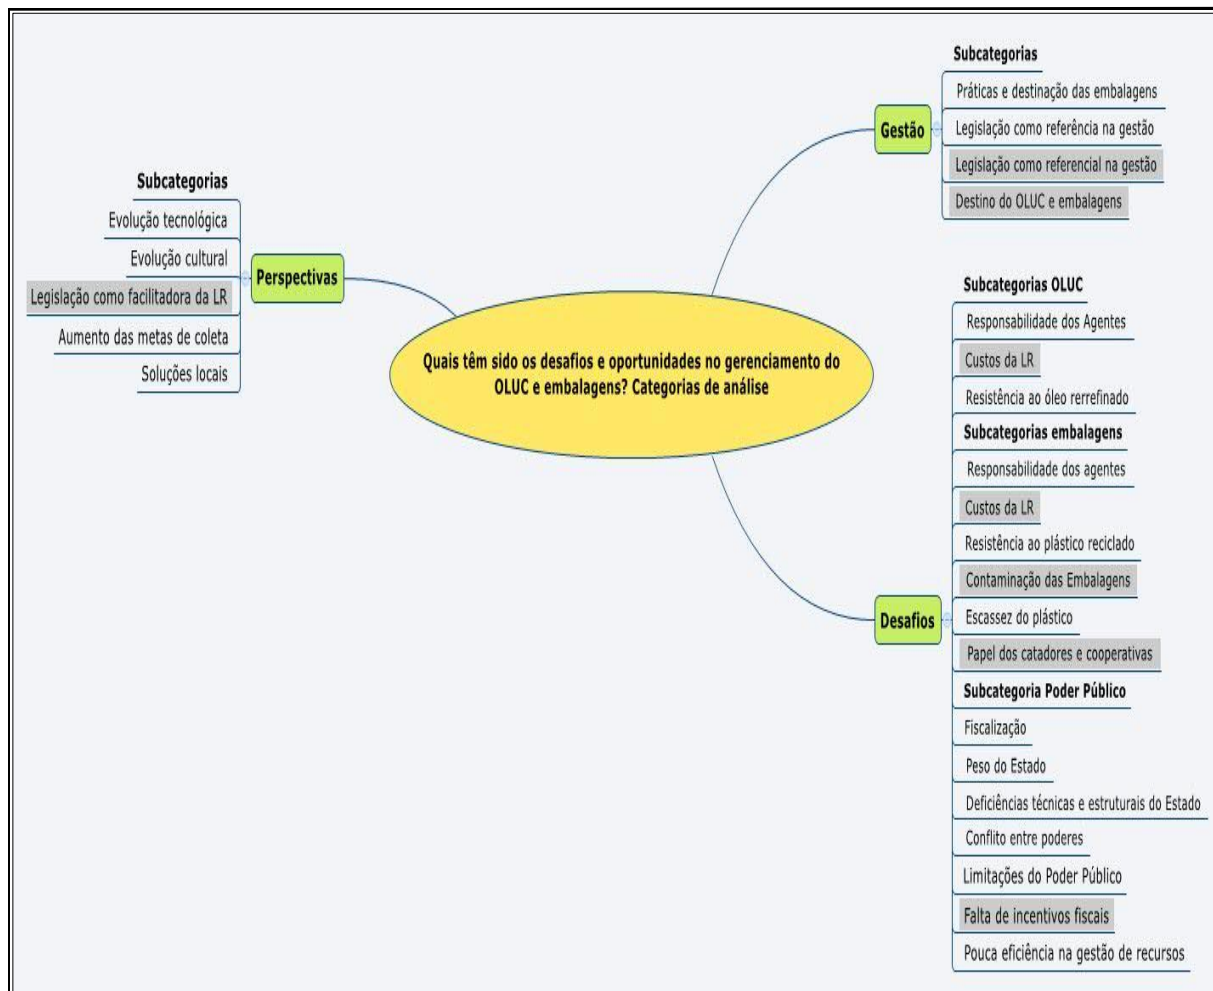 Subcategorias
Práticas e destinação das embalagens
Gestão
Legislação como referência na gestão
Legislação como referencial na gestão
Destino do OLUC e embalagens
Subcategorias
Evolução tecnológica
Evolução cultural
Perspectivas
Legislação como facilitadora da LR
Aumento das metas de coleta
Soluções locais
Quais têm sido os desafios e oportunidades no gerenciamento do
OLUC e embalagens? Categorias de análise
Subcategorias OLUC
Responsabilidade dos Agentes
Custos da LR
Resistência ao óleo rerrefinado
Subcategorias embalagens
Responsabilidade dos agentes
Custos da LR
Resistência ao plástico reciclado
Contaminação das Embalagens
Escassez do plástico
Desafios
Papel dos catadores e cooperativas
Subcategoria Poder Público
Fiscalização
Peso do Estado
Deficiências técnicas e estruturais do Estado
Conflito entre poderes
Limitações do Poder Público
Falta de incentivos fiscais
Pouca eficiência na gestão de recursos